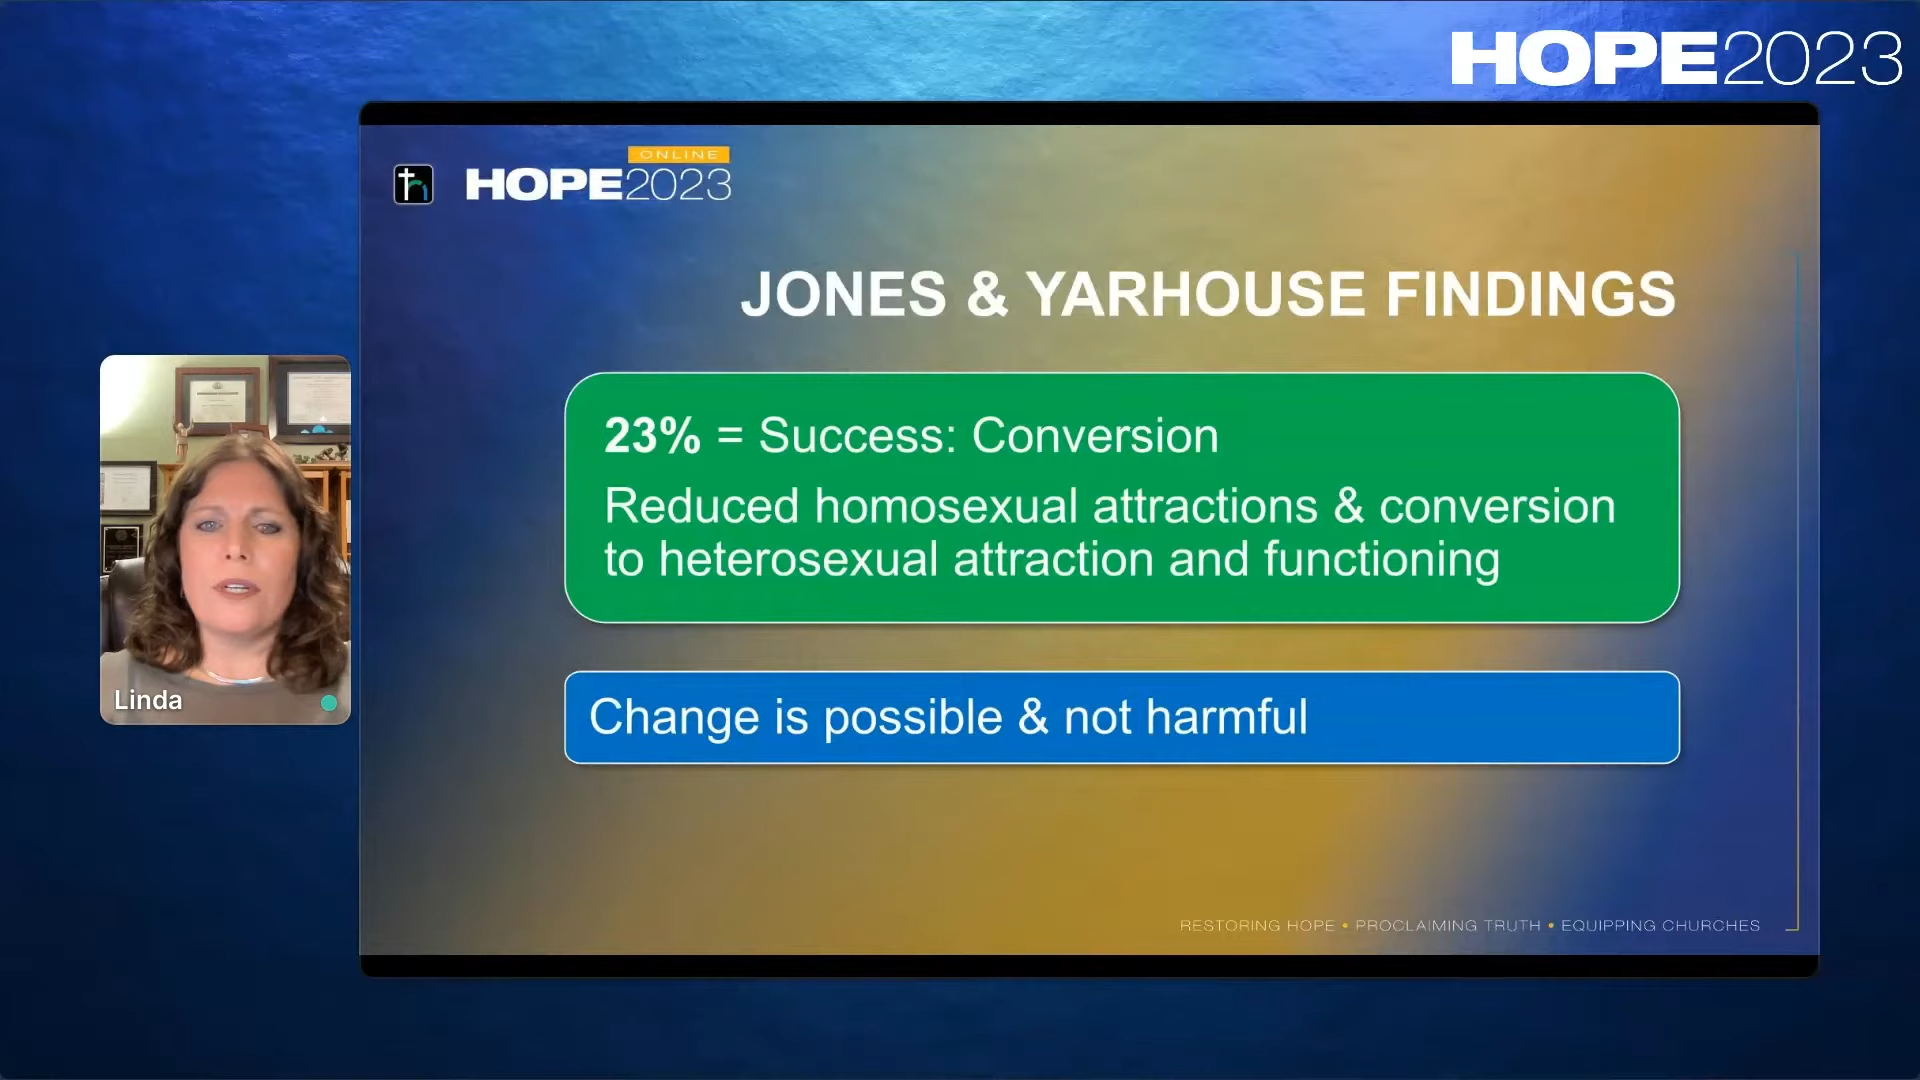 HOPE2023
ONLINE
HOPE2023
JONES & YARHOUSE FINDINGS
23% = Success: Conversion
Reduced homosexual attractions & conversion
to heterosexual attraction and functioning
Change is possible & not harmful
Linda
RESTORING HOPE • PROCLAIMING TRUTH • EQUIPPING CHURCHES